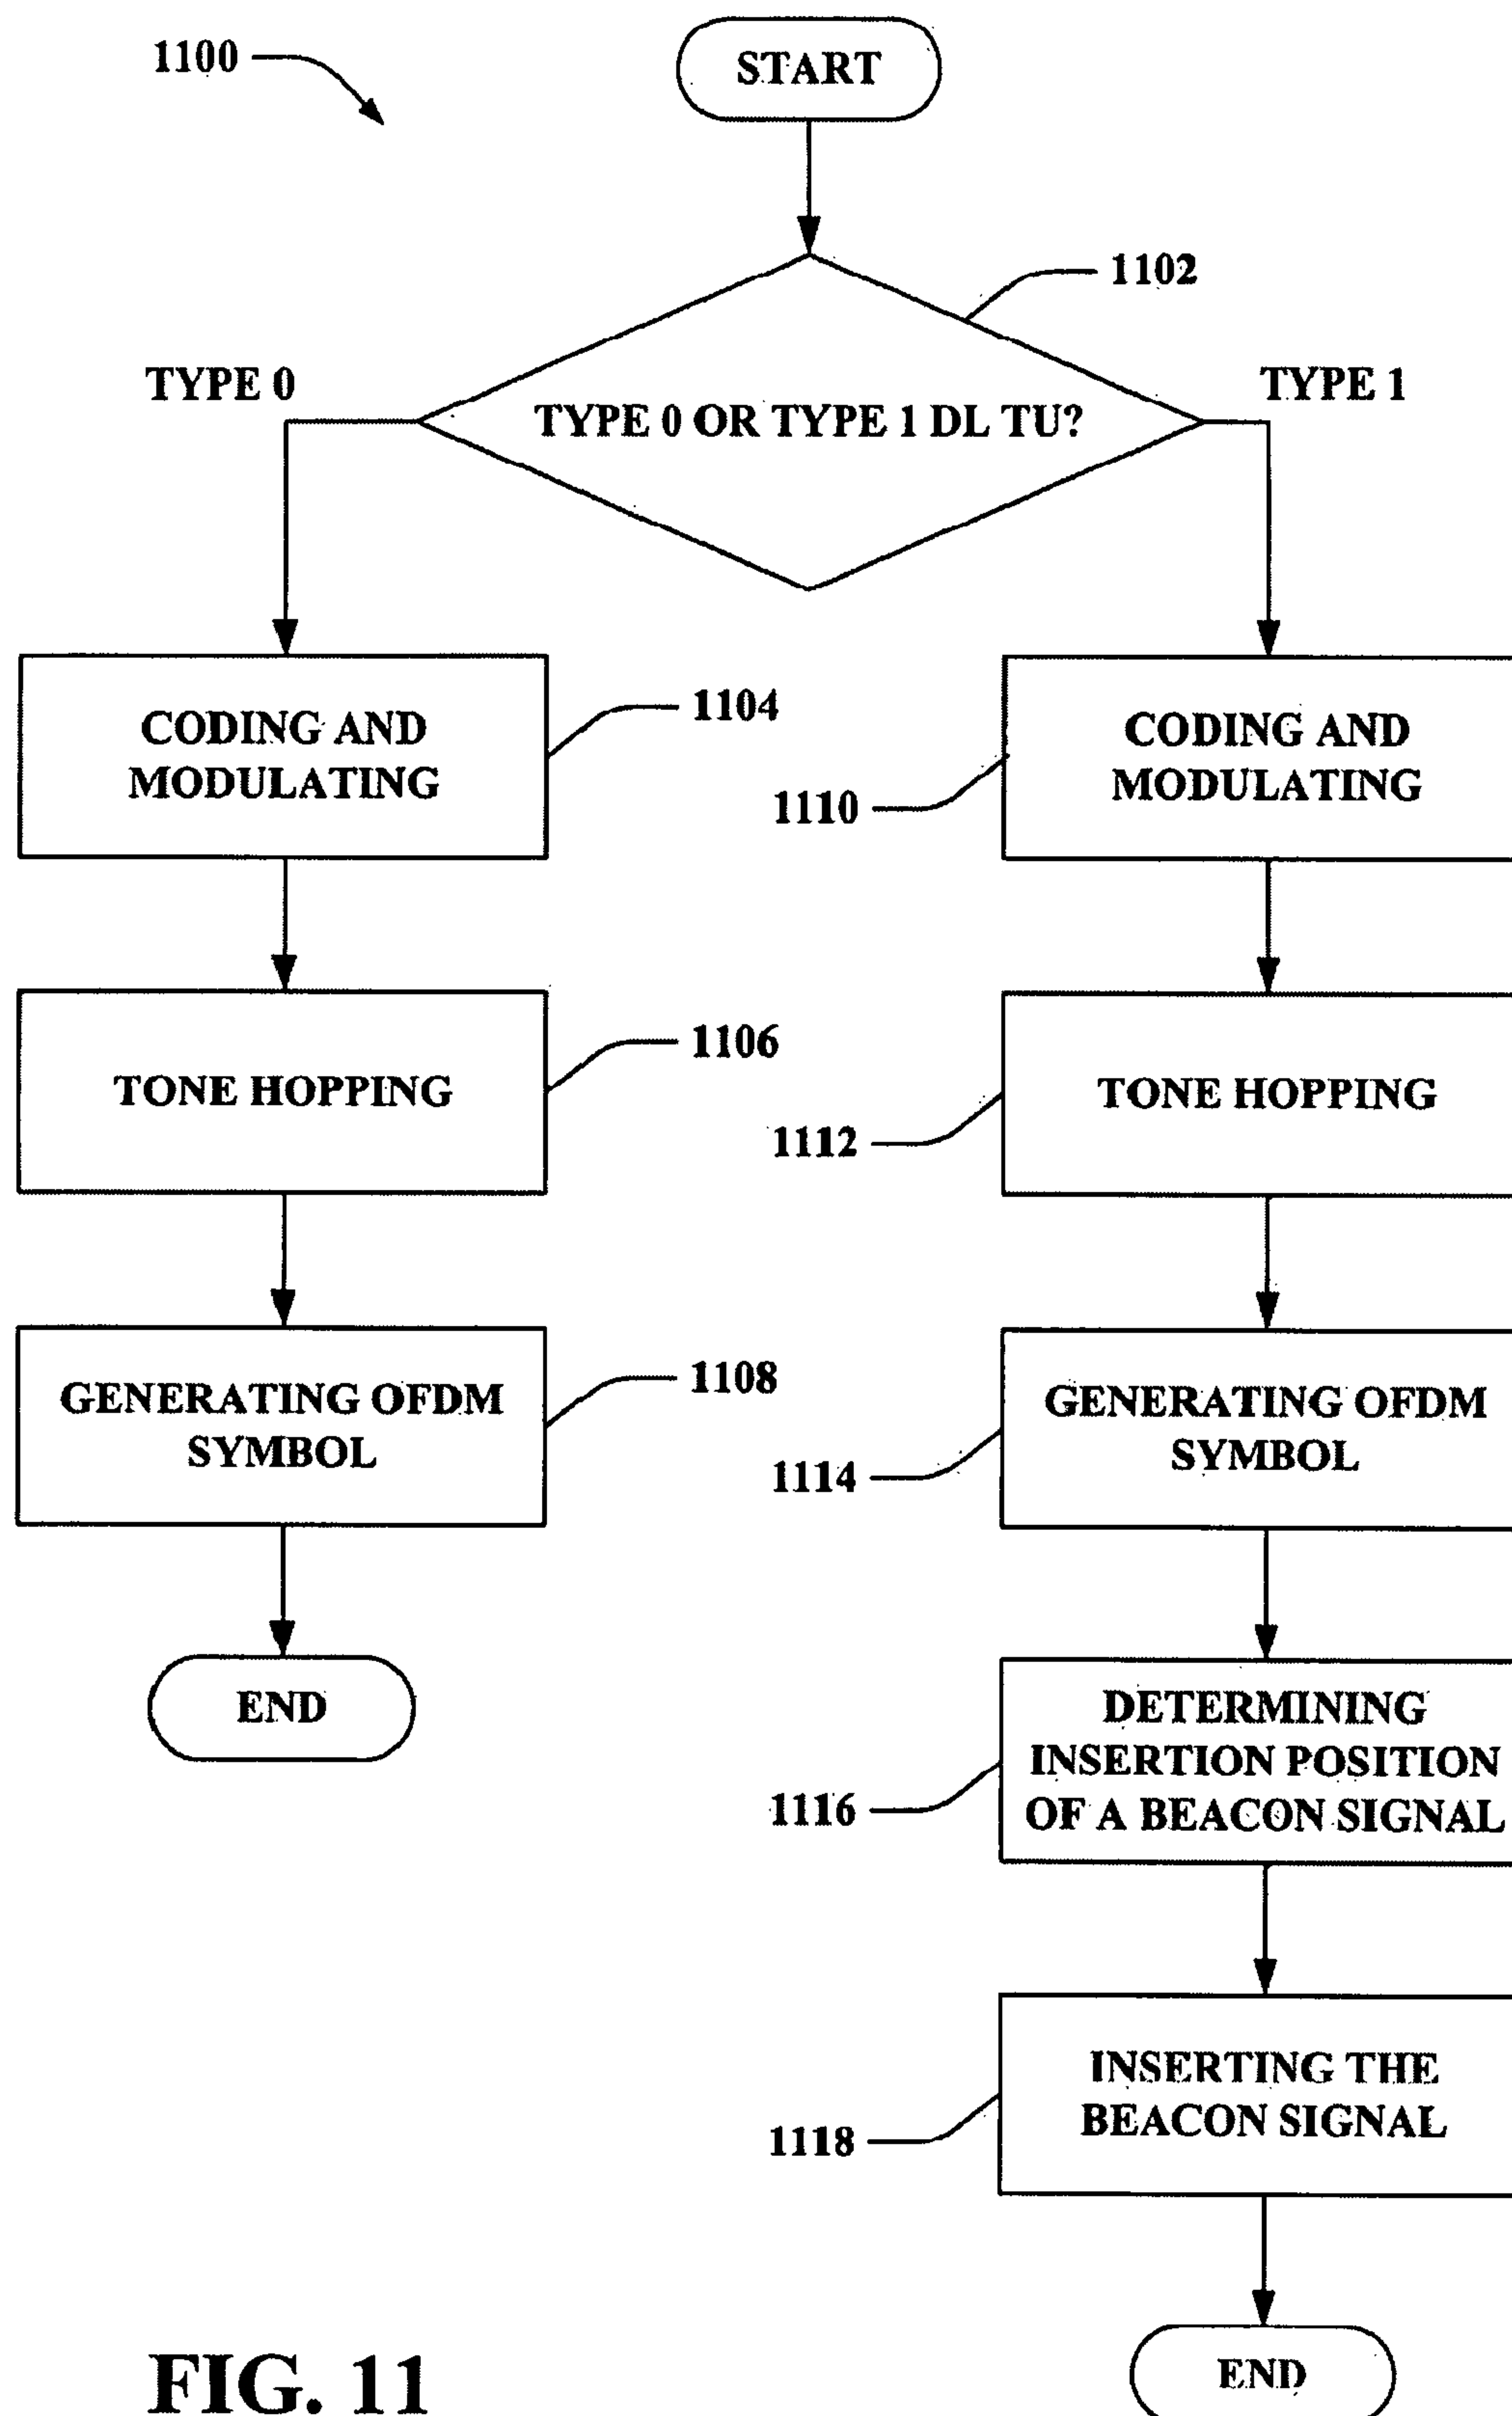 1100
START
1102
TYPE 0
TYPE 1
TYPE 0 OR TYPE 1 DL TU?
CODING AND
MODULATING
1104
CODING AND
MODULATING
1110
TONE HOPPING
1106
TONE HOPPING
1112
GENERATING OFDM
SYMBOL
1108
GENERATING OFDM
SYMBOL
1114
END
DETERMINING
INSERTION POSITION
OF A BEACON SIGNAL
1116
INSERTING THE
BEACON SIGNAL
1118
END
FIG. 11